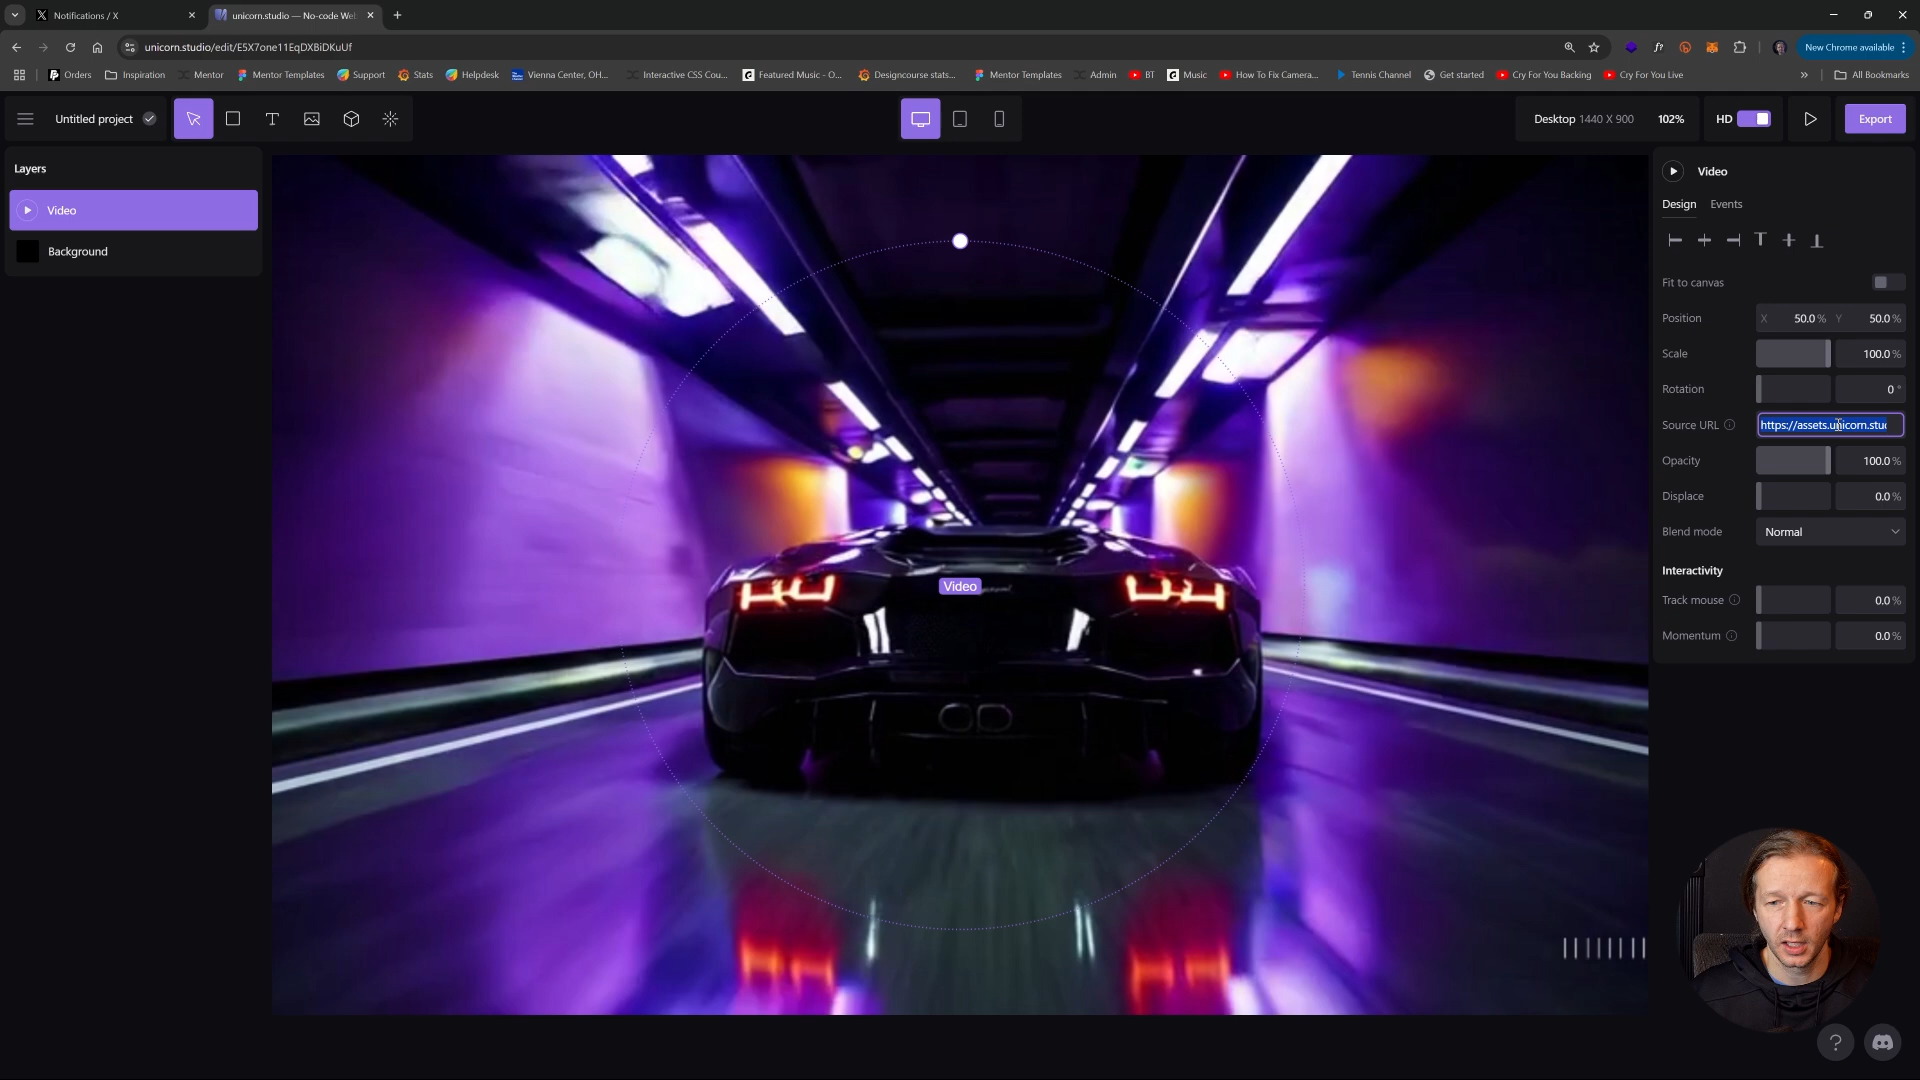 Notifications / X
unicorn.studio — No-code Web
unicorn.studio/edit/E5X7one11EqDXBiDKuUf
New Chrome available
Orders
Inspiration
Mentor
Mentor Templates
Support
Stats
Helpdesk
Vienna Center, OH...
Interactive CSS Cou...
Featured Music - O...
Designcourse stats...
Mentor Templates
Admin
BT
Music
How To Fix Camera...
Tennis Channel
Get started
Cry For You Backing
Cry For You Live
»
All Bookmarks
Untitled project
Desktop 1440 X 900
102%
HD
Export
Layers
Video
Background
Video
Video
Design Events
Fit to canvas
Position X 50.0 % Y 50.0 %
Scale 100.0 %
Rotation 0 °
Source URL https://assets.unicorn.stud
Opacity 100.0 %
Displace 0.0 %
Blend mode Normal
Interactivity
Track mouse 0.0 %
Momentum 0.0 %
?